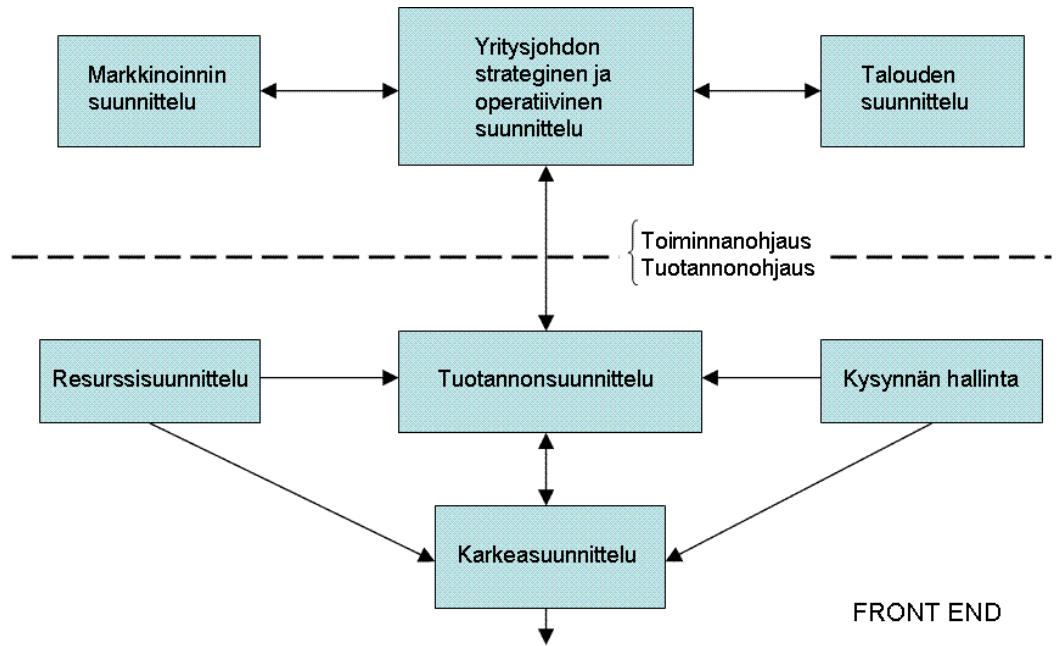 Markkinoinnin
suunnittelu
Yritysjohdon
strateginen ja
operatiivinen
suunnittelu
Talouden
suunnittelu
Toiminnanohjaus
Tuotannonohjaus
Resurssisuunnittelu
Tuotannonsuunnittelu
Kysynnän hallinta
Karkeasuunnittelu
FRONT END